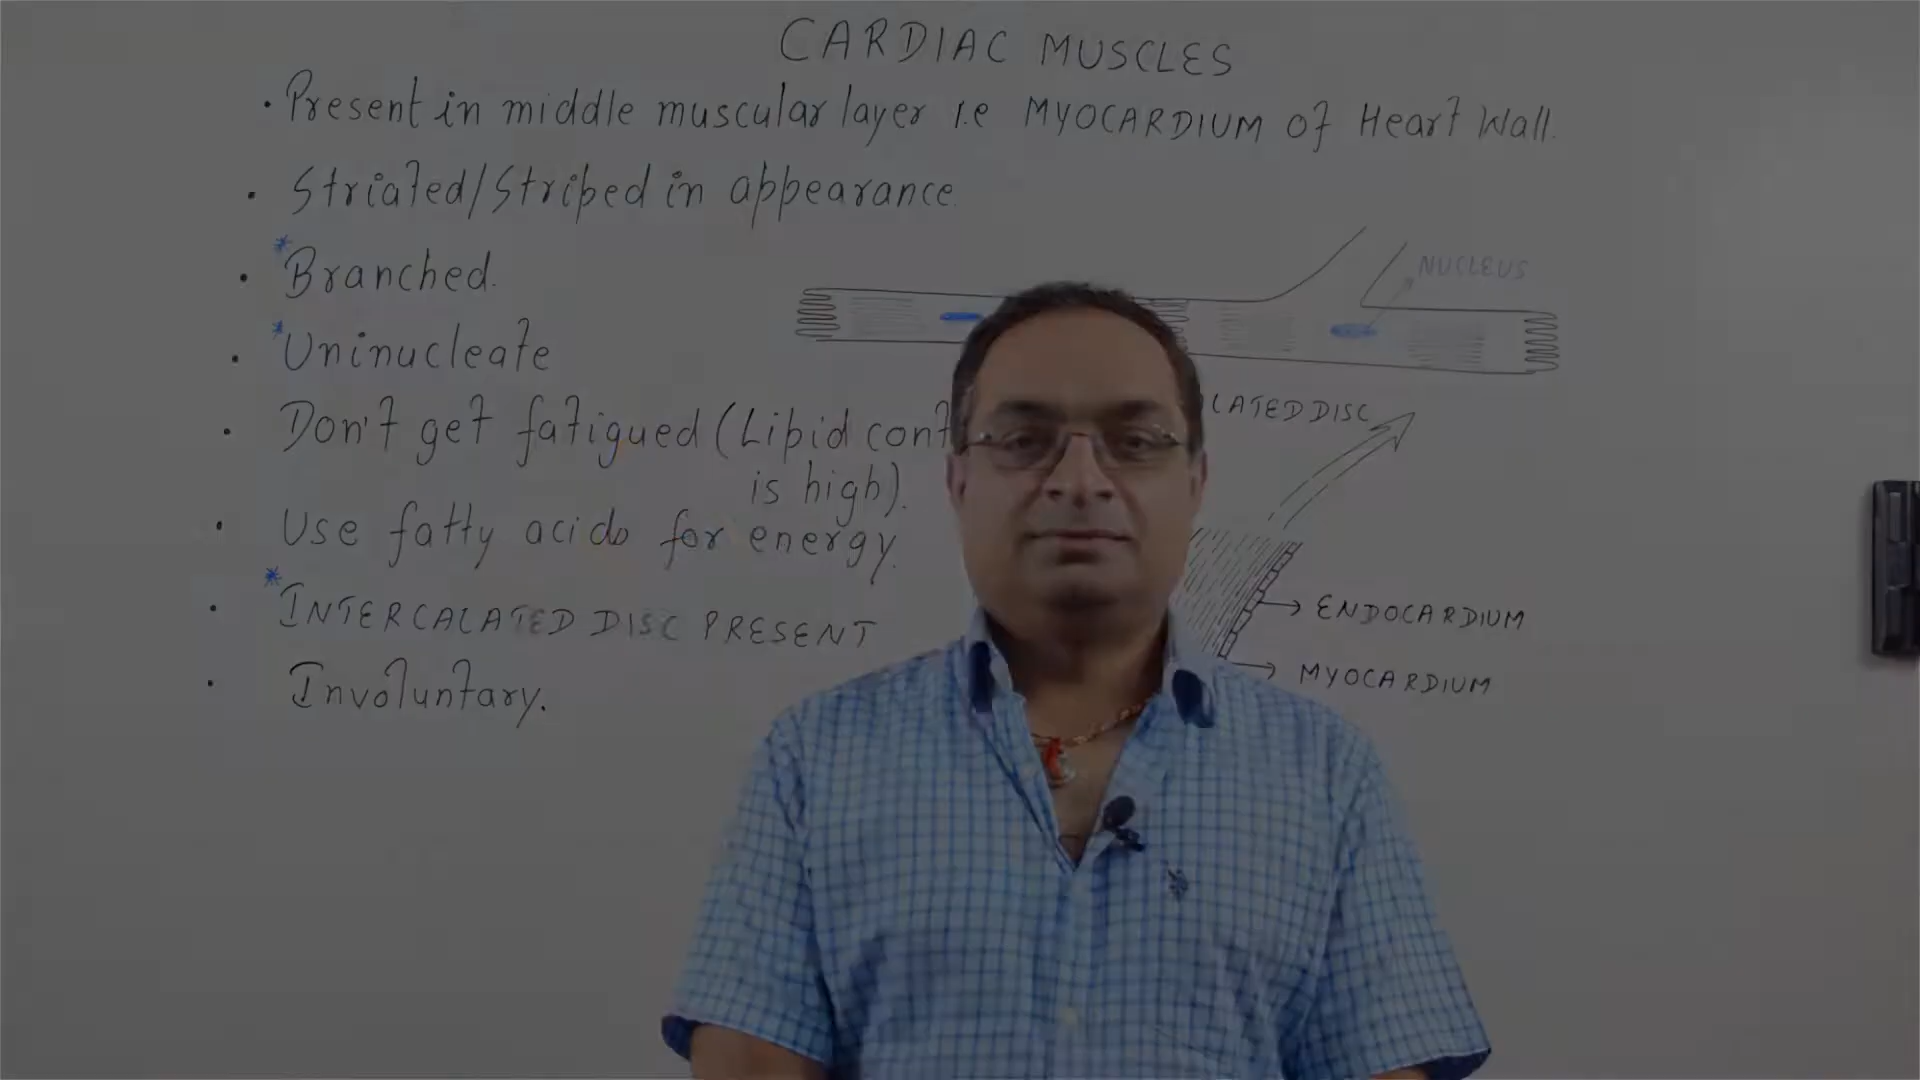 CARDIAC MUSCLES
• Present in middle muscular layer i.e MYOCARDIUM of Heart Wall.
• Striated/Striped in appearance.
• *Branched.
• *Uninucleate
• Don't get fatigued (Lipid
is high).
• Use fatty acids for energy.
• *INTERCALATED DISC PRESENT
• Involuntary.
NUCLEUS
DISC
ENDOCARDIUM
MYOCARDIUM